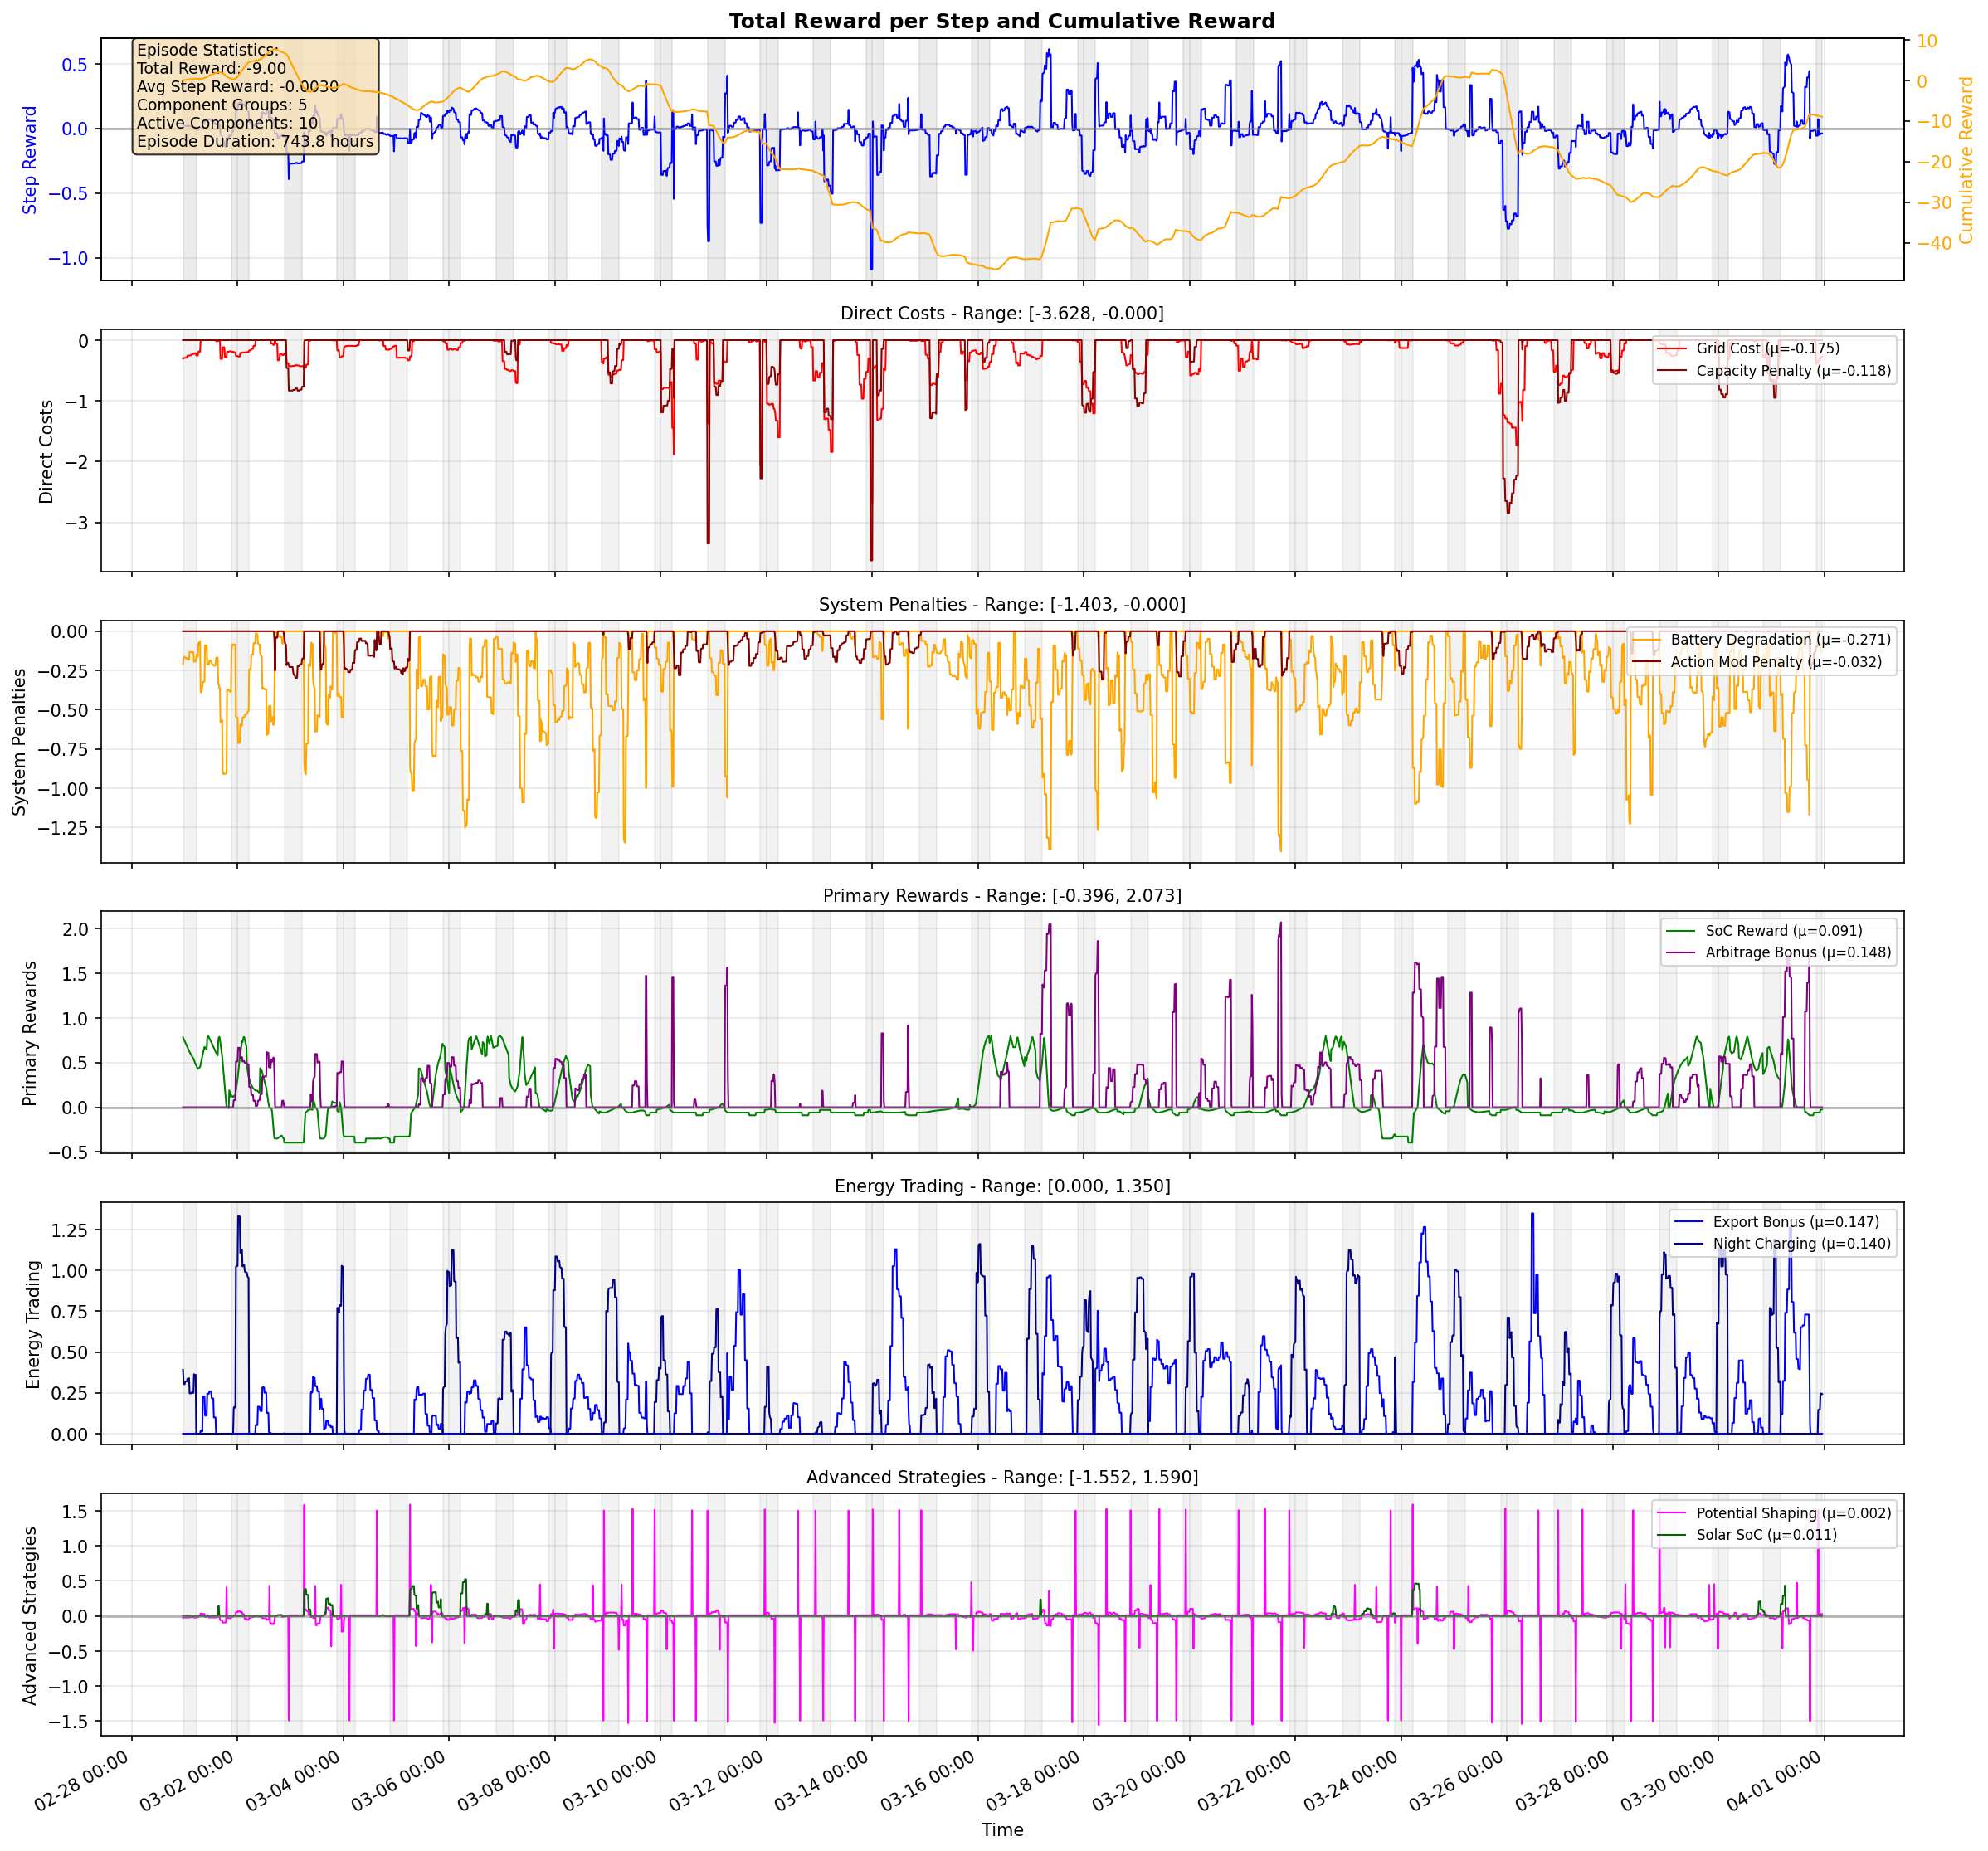 Total Reward per Step and Cumulative Reward
Episode Statistics:
Total Reward: -9.00
Avg Step Reward: -0.0030
Component Groups: 5
Active Components: 10
Episode Duration: 743.8 hours
Step Reward
0.5
0.0
−0.5
−1.0
Cumulative Reward
10
0
−10
−20
−30
−40
Direct Costs - Range: [-3.628, -0.000]
Direct Costs
0
−1
−2
−3
Grid Cost (μ=-0.175)
Capacity Penalty (μ=-0.118)
System Penalties - Range: [-1.403, -0.000]
System Penalties
0.00
−0.25
−0.50
−0.75
−1.00
−1.25
Battery Degradation (μ=-0.271)
Action Mod Penalty (μ=-0.032)
Primary Rewards - Range: [-0.396, 2.073]
Primary Rewards
2.0
1.5
1.0
0.5
0.0
−0.5
SoC Reward (μ=0.091)
Arbitrage Bonus (μ=0.148)
Energy Trading - Range: [0.000, 1.350]
Energy Trading
1.25
1.00
0.75
0.50
0.25
0.00
Export Bonus (μ=0.147)
Night Charging (μ=0.140)
Advanced Strategies - Range: [-1.552, 1.590]
Advanced Strategies
1.5
1.0
0.5
0.0
−0.5
−1.0
−1.5
Potential Shaping (μ=0.002)
Solar SoC (μ=0.011)
02-28 00:00
03-02 00:00
03-04 00:00
03-06 00:00
03-08 00:00
03-10 00:00
03-12 00:00
03-14 00:00
03-16 00:00
03-18 00:00
03-20 00:00
03-22 00:00
03-24 00:00
03-26 00:00
03-28 00:00
03-30 00:00
04-01 00:00
Time